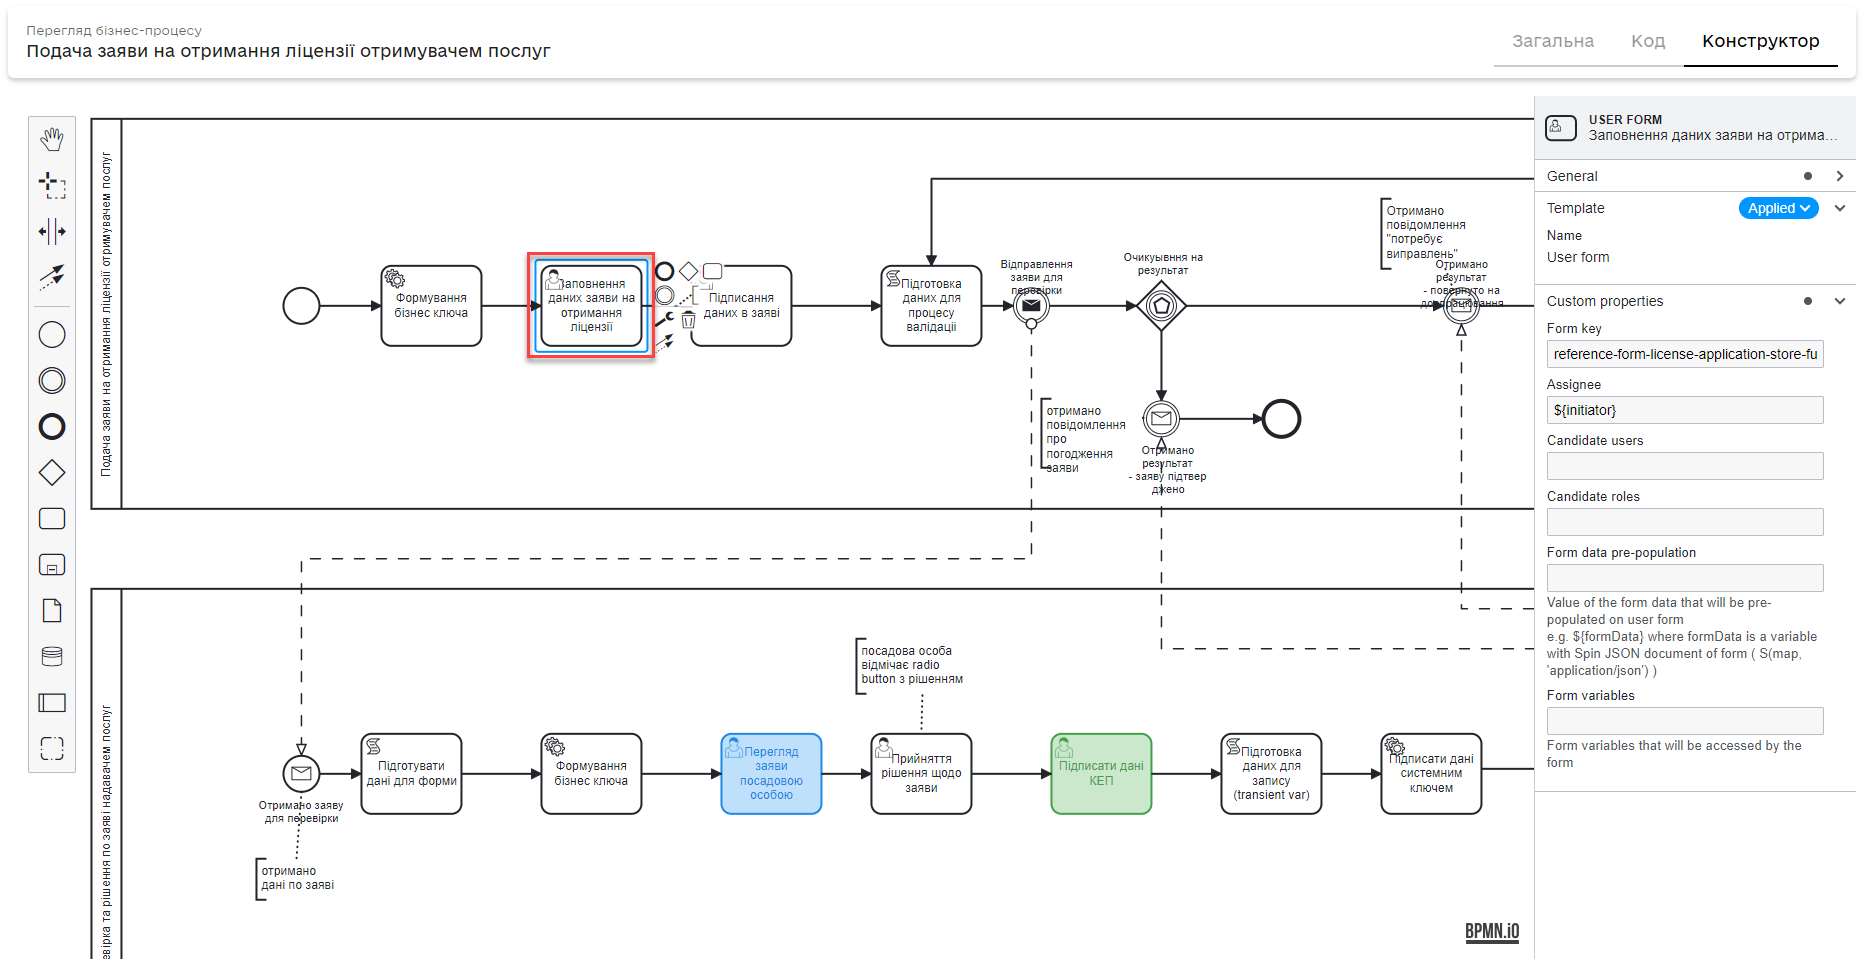 Перегляд бізнес-процесу
Подача заяви на отримання ліцензії отримувачем послуг
Загальна
Код
Конструктор
Подача заяви на отримання ліцензії отримувачем послуг
Формування
бізнес ключа
Заповнення
даних заяви на
отримання
ліцензії
Підписання
даних в заяві
Підготовка
даних для
процесу
валідації
Відправлення
заяви для
перевірки
Очикуывння на
результат
Отримано
повідомлення
"потребує
виправлень"
Отримано
результат
- повернуто на
доопрацювання
отримано
повідомлення
про
погодження
заяви
Отримано
результат
- заяву підтвер
джено
евірка та рішення по заяві надавачем послуг
посадова особа
відмічає radio
button з рішенням
Отримано заяву
для перевірки
отримано
дані по заяві
Підготувати
дані для форми
Формування
бізнес ключа
Перегляд
заяви
посадовою
особою
Прийняття
рішення щодо
заяви
Підписати дані
КЕП
Підготовка
даних для
запису
(transient var)
Підписати дані
системним
ключем
BPMN.iO
USER FORM
Заповнення даних заяви на отрима...
General
Template
Applied
Name
User form
Custom properties
Form key
reference-form-license-application-store-fu
Assignee
${initiator}
Candidate users
Candidate roles
Form data pre-population
Value of the form data that will be pre-
populated on user form
e.g. ${formData} where formData is a variable
with Spin JSON document of form ( S(map,
'application/json') )
Form variables
Form variables that will be accessed by the
form